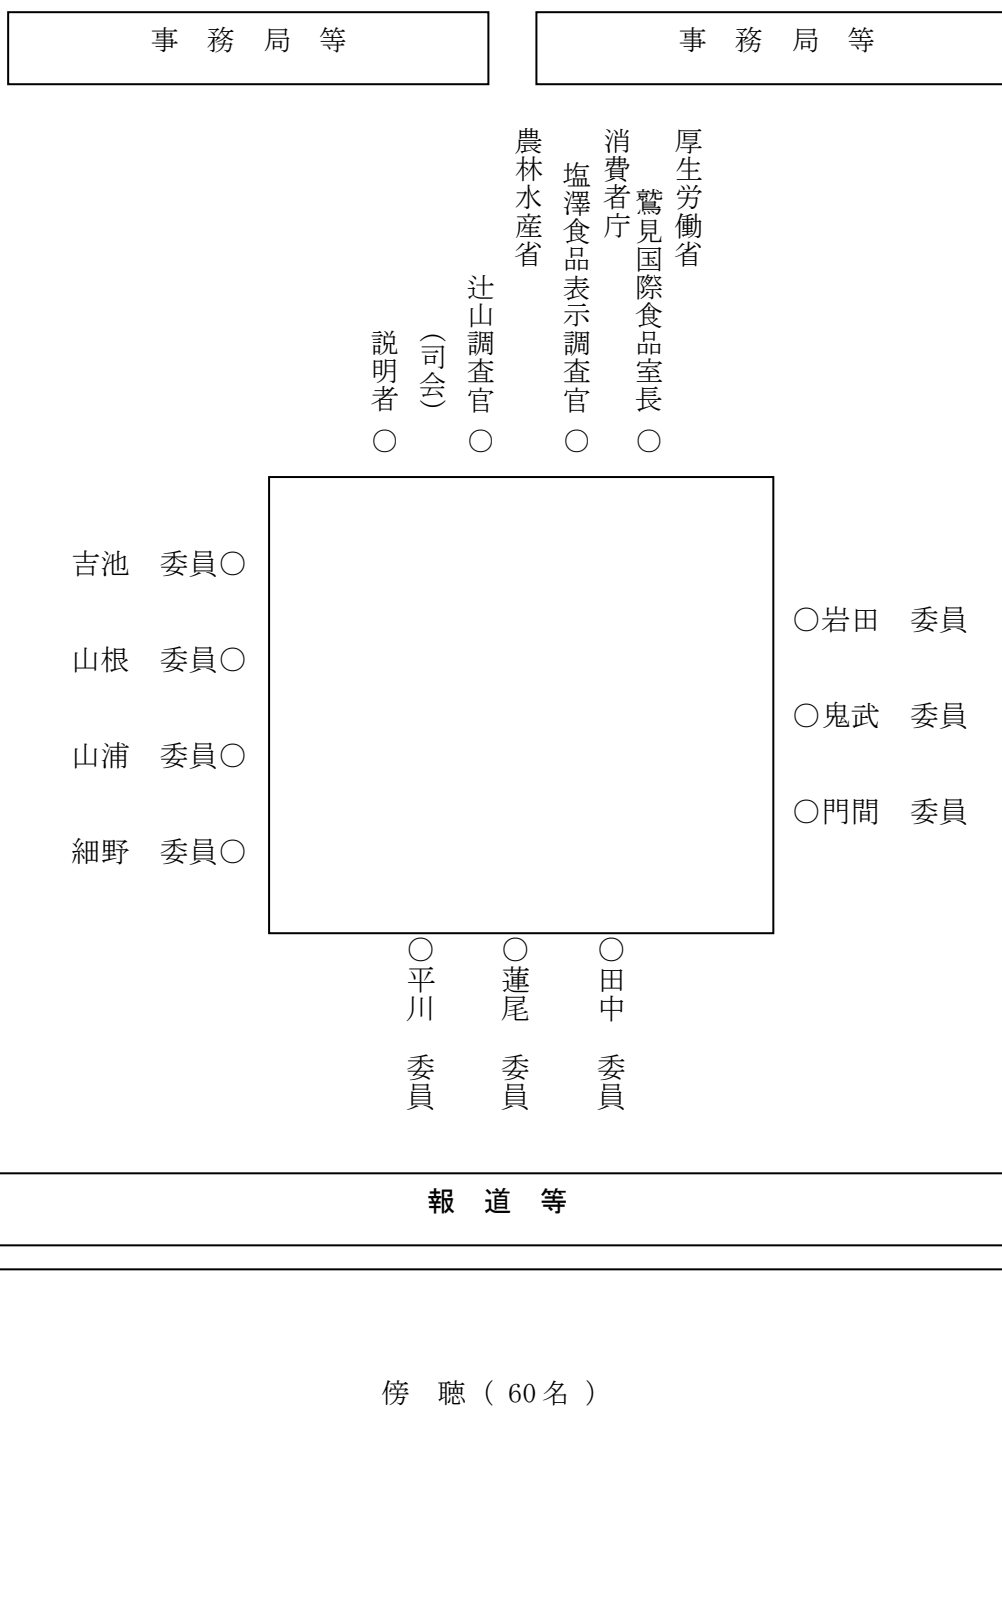 事　務　局　等
事　務　局　等
厚生労働省
鷲見国際食品室長 ○
消費者庁
塩澤食品表示調査官 ○
農林水産省
辻山調査官 ○
（司会）
説明者 ○
吉池　委員○
山根　委員○
山浦　委員○
細野　委員○
○岩田　委員
○鬼武　委員
○門間　委員
○田中　委員
○蓮尾　委員
○平川　委員
報　道　等
傍　聴（ 60名 ）